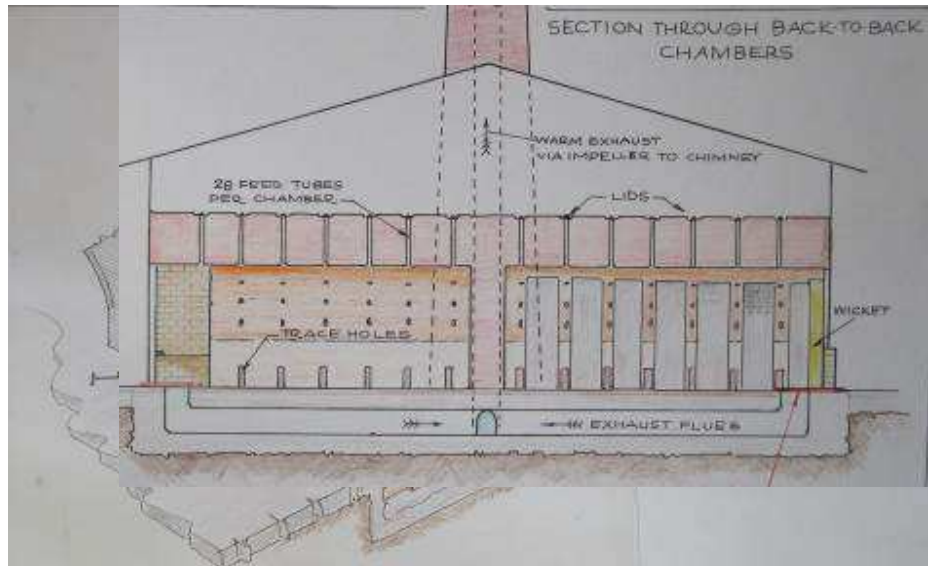 SECTION THROUGH BACK-TO-BACK
CHAMBERS
WARM EXHAUST
VIA IMPELLER TO CHIMNEY
28 FEED TUBES
PER CHAMBER
LIDS
WICKET
TRACE HOLES
EXHAUST FLUES